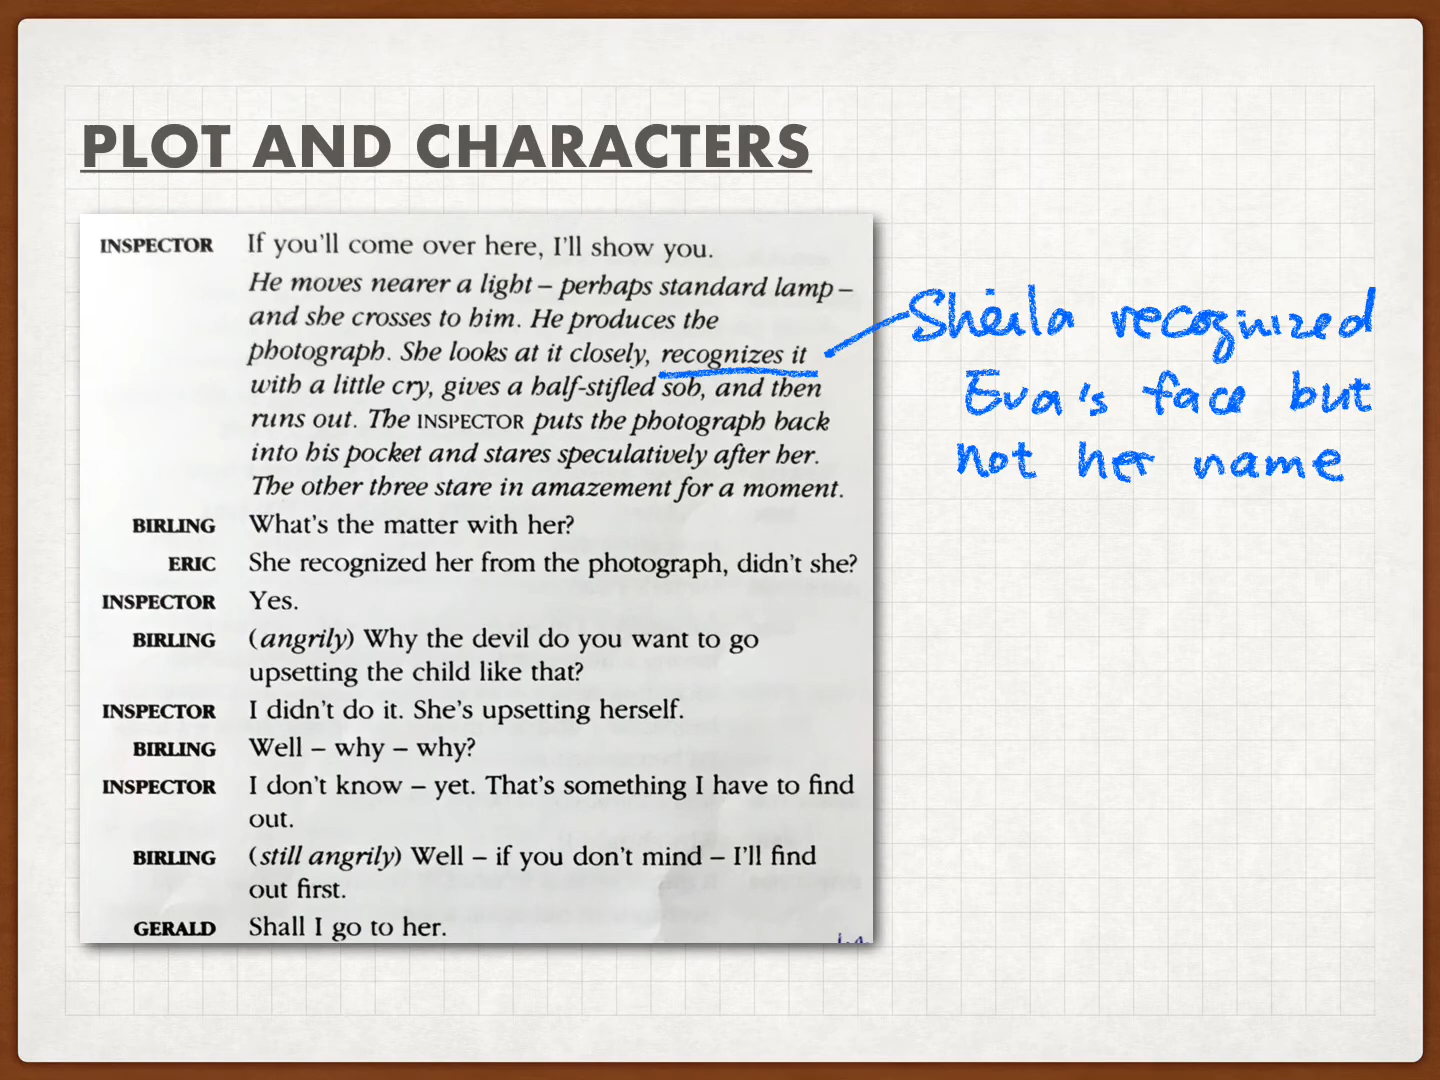 PLOT AND CHARACTERS
INSPECTOR If you'll come over here, I'll show you.
He moves nearer a light – perhaps standard lamp –
and she crosses to him. He produces the
photograph. She looks at it closely, recognizes it
with a little cry, gives a half-stifled sob, and then
runs out. The INSPECTOR puts the photograph back
into his pocket and stares speculatively after her.
The other three stare in amazement for a moment.
BIRLING What's the matter with her?
ERIC She recognized her from the photograph, didn't she?
INSPECTOR Yes.
BIRLING (angrily) Why the devil do you want to go
upsetting the child like that?
INSPECTOR I didn't do it. She's upsetting herself.
BIRLING Well – why – why?
INSPECTOR I don't know – yet. That's something I have to find
out.
BIRLING (still angrily) Well – if you don't mind – I'll find
out first.
GERALD Shall I go to her.
Sheila recognized
Eva's face but
not her name